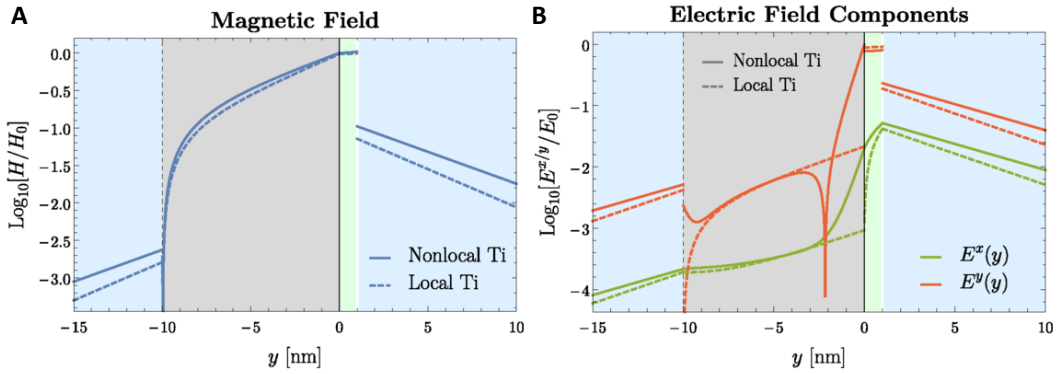 A
Magnetic Field
Log₁₀[H/H₀]
0.0
-0.5
-1.0
-1.5
-2.0
-2.5
-3.0
Nonlocal Ti
Local Ti
-15
-10
-5
0
5
10
y [nm]
B
Electric Field Components
Log₁₀[Eˣ/ʸ/E₀]
0
-1
-2
-3
-4
Nonlocal Ti
Local Ti
Eˣ(y)
Eʸ(y)
-15
-10
-5
0
5
10
y [nm]